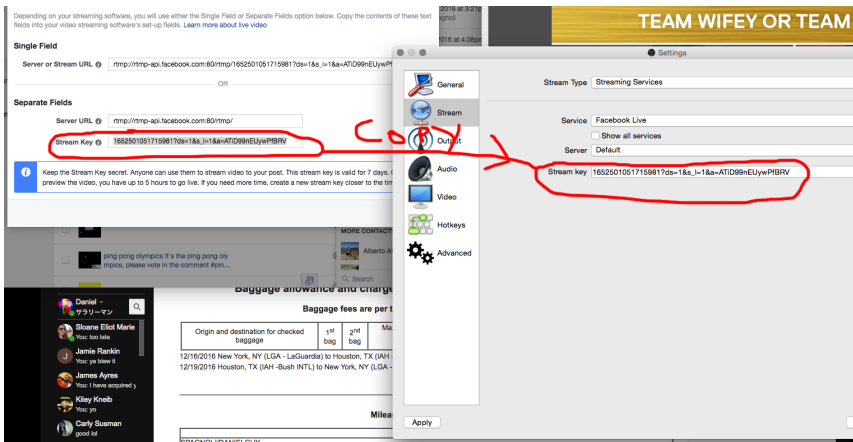 Depending on your streaming software, you will use either the Single Field or Separate Fields option below. Copy the contents of these text
fields into your video streaming software's set-up fields. Learn more about live video
Single Field
Server or Stream URL
rtmp://rtmp-api.facebook.com:80/rtmp/1652501051715981?ds=1&s_l=1&a=ATiD99nEUywPf
OR
Separate Fields
Server URL
rtmp://rtmp-api.facebook.com:80/rtmp/
Stream Key
1652501051715981?ds=1&s_l=1&a=ATiD99nEUywPfBRV
Keep the Stream Key secret. Anyone can use them to stream video to your post. This stream key is valid for 7 days.
preview the video, you have up to 5 hours to go live. If you need more time, create a new stream key closer to the tim
COPY
2016 at 3:21p
agnoll
2016 at 4:38pm
TEAM WIFEY OR TEAM
Settings
General
Stream
Output
Audio
Video
Hotkeys
Advanced
Stream Type
Streaming Services
Service
Facebook Live
Show all services
Server
Default
Stream key
1652501051715981?ds=1&s_l=1&a=ATiD99nEUywPfBRV
Apply
ping pong olympics It's the ping pong oly
mpics, please vote in the comment #pin...
MORE CONTACTS
Alberto A
Search
Daniel
サラリーマン
Sloane Eliot Marie
You: too late
Jamie Rankin
You: ya blew it
James Ayres
You: I have acquired y
Kiley Kneib
You: yo
Carly Susman
good lol
Baggage allowance and charge
Baggage fees are per t
Origin and destination for checked
baggage
1st
bag
2nd
bag
Ma
12/16/2016 New York, NY (LGA - LaGuardia) to Houston, TX (IAH -
12/19/2016 Houston, TX (IAH -Bush INTL) to New York, NY (LGA -
Milea